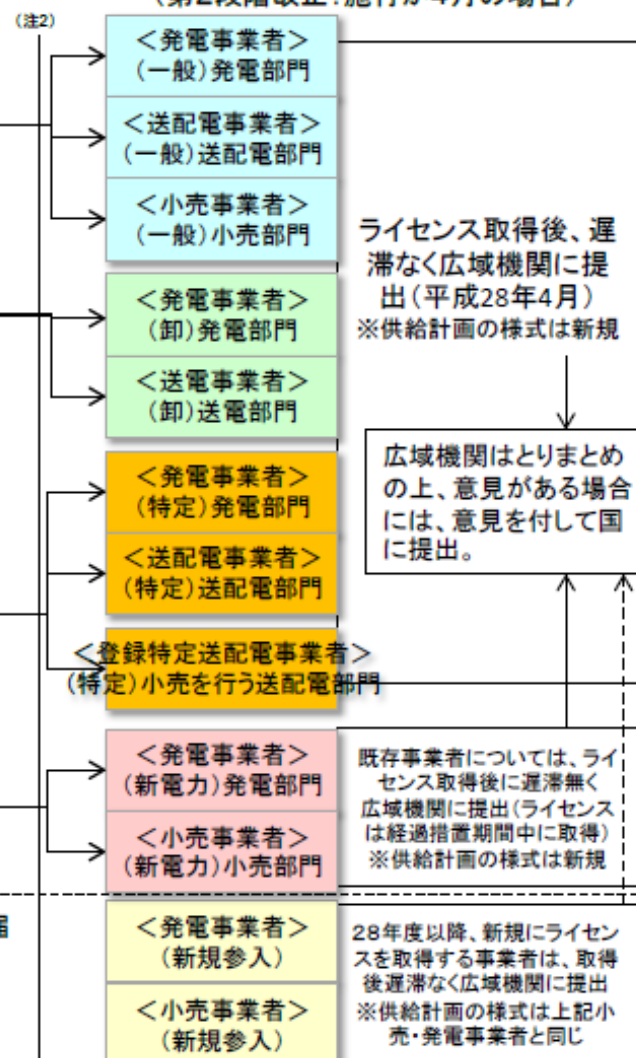 (第2段階改正:施行が4月の場合)
(注2)
<発電事業者>
(一般)発電部門
<送配電事業者>
(一般)送配電部門
<小売事業者>
(一般)小売部門
ライセンス取得後、遅
滞なく広域機関に提
出(平成28年4月)
※供給計画の様式は新規
<発電事業者>
(卸)発電部門
<送電事業者>
(卸)送電部門
広域機関はとりまとめ
の上、意見がある場合
には、意見を付して国
に提出。
<発電事業者>
(特定)発電部門
<送配電事業者>
(特定)送配電部門
<登録特定送配電事業者>
(特定)小売を行う送配電部門
<発電事業者>
(新電力)発電部門
<小売事業者>
(新電力)小売部門
既存事業者については、ライ
センス取得後に遅滞無く
広域機関に提出(ライセンス
は経過措置期間中に取得)
※供給計画の様式は新規
届
<発電事業者>
(新規参入)
<小売事業者>
(新規参入)
28年度以降、新規にライセン
スを取得する事業者は、取得
後遅滞なく広域機関に提出
※供給計画の様式は上記小
売・発電事業者と同じ